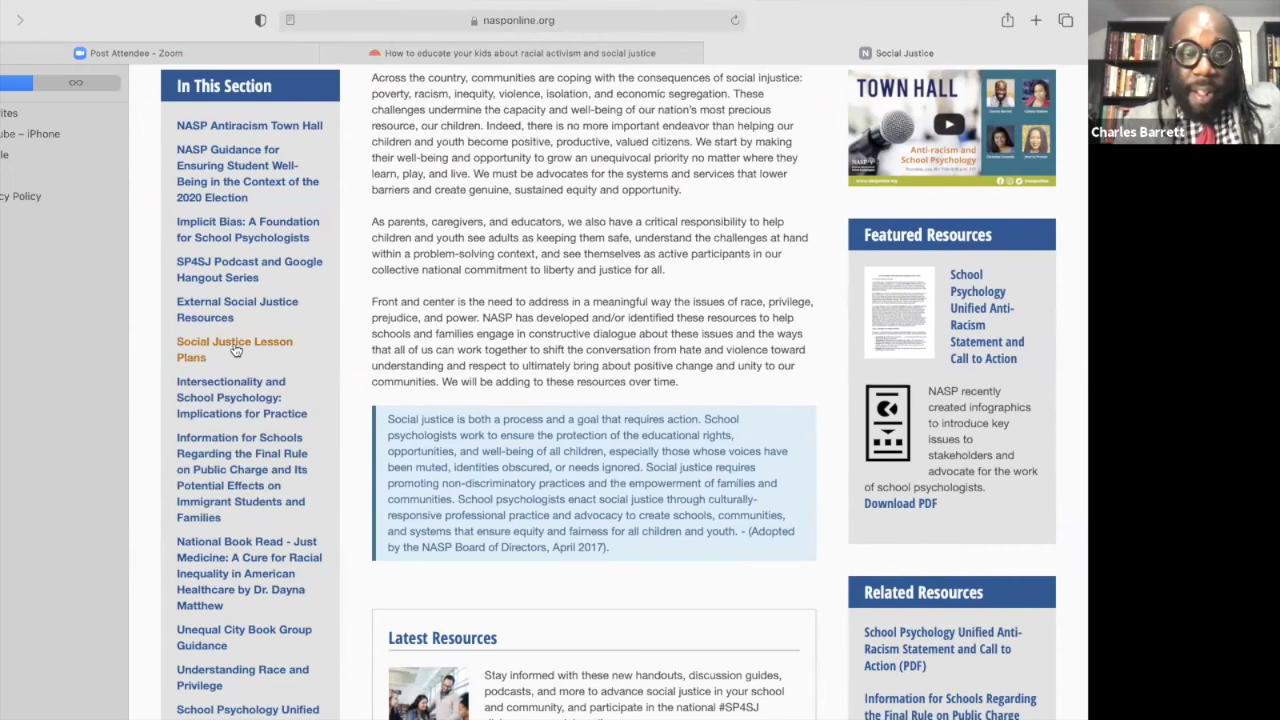 nasponline.org
Post Attendee - Zoom
How to educate your kids about racial activism and social justice
Social Justice
ube – iPhone
cy Policy
In This Section
NASP Antiracism Town Hall
NASP Guidance for
Ensuring Student Well-
Being in the Context of the
2020 Election
Implicit Bias: A Foundation
for School Psychologists
SP4SJ Podcast and Google
Hangout Series
External Social Justice
Resources
Social Justice Lesson
Plans
Intersectionality and
School Psychology:
Implications for Practice
Information for Schools
Regarding the Final Rule
on Public Charge and Its
Potential Effects on
Immigrant Students and
Families
National Book Read - Just
Medicine: A Cure for Racial
Inequality in American
Healthcare by Dr. Dayna
Matthew
Unequal City Book Group
Guidance
Understanding Race and
Privilege
School Psychology Unified
Across the country, communities are coping with the consequences of social injustice:
poverty, racism, inequity, violence, isolation, and economic segregation. These
challenges undermine the capacity and well-being of our nation's most precious
resource, our children. Indeed, there is no more important endeavor than helping our
children and youth become positive, productive, valued citizens. We start by making
their well-being and opportunity to grow an unequivocal priority no matter where they
learn, play, and live. We must be advocates for the systems and services that lower
barriers and create genuine, sustained equity and opportunity.
As parents, caregivers, and educators, we also have a critical responsibility to help
children and youth see adults as keeping them safe, understand the challenges at hand
within a problem-solving context, and see themselves as active participants in our
collective national commitment to liberty and justice for all.
Front and center is the need to address in a meaningful way the issues of race, privilege,
prejudice, and power. NASP has developed and/or identified these resources to help
schools and families engage in constructive dialogue about these issues and the ways
that all of us can work together to shift the conversation from hate and violence toward
understanding and respect to ultimately bring about positive change and unity to our
communities. We will be adding to these resources over time.
Social justice is both a process and a goal that requires action. School
psychologists work to ensure the protection of the educational rights,
opportunities, and well-being of all children, especially those whose voices have
been muted, identities obscured, or needs ignored. Social justice requires
promoting non-discriminatory practices and the empowerment of families and
communities. School psychologists enact social justice through culturally-
responsive professional practice and advocacy to create schools, communities,
and systems that ensure equity and fairness for all children and youth. - (Adopted
by the NASP Board of Directors, April 2017).
Latest Resources
Stay informed with these new handouts, discussion guides,
podcasts, and more to advance social justice in your school
and community, and participate in the national #SP4SJ
TOWN HALL
Anti-racism and
School Psychology
www.nasponline.org
Featured Resources
School
Psychology
Unified Anti-
Racism
Statement and
Call to Action
NASP recently
created infographics
to introduce key
issues to
stakeholders and
advocate for the work
of school psychologists.
Download PDF
Related Resources
School Psychology Unified Anti-
Racism Statement and Call to
Action (PDF)
Information for Schools Regarding
the Final Rule on Public Charge
Charles Barrett